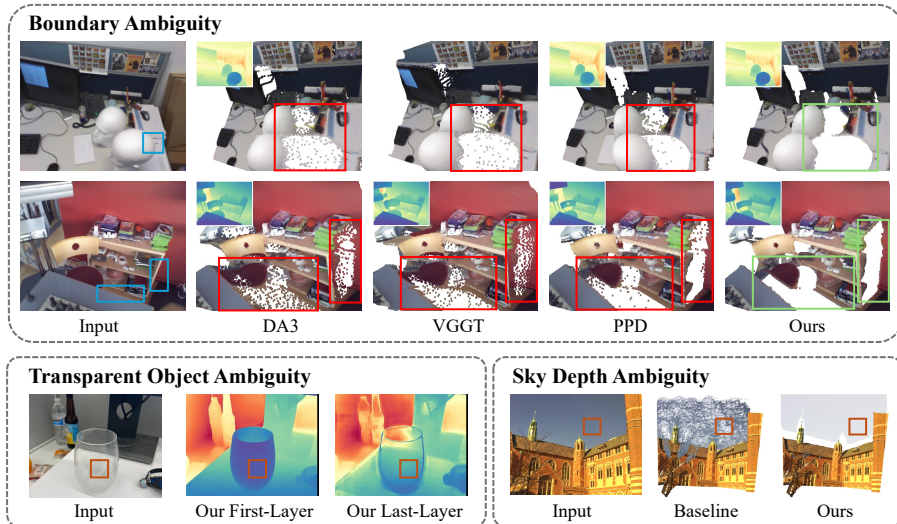 Boundary Ambiguity
Input DA3 VGGT PPD Ours
Transparent Object Ambiguity
Input Our First-Layer Our Last-Layer
Sky Depth Ambiguity
Input Baseline Ours